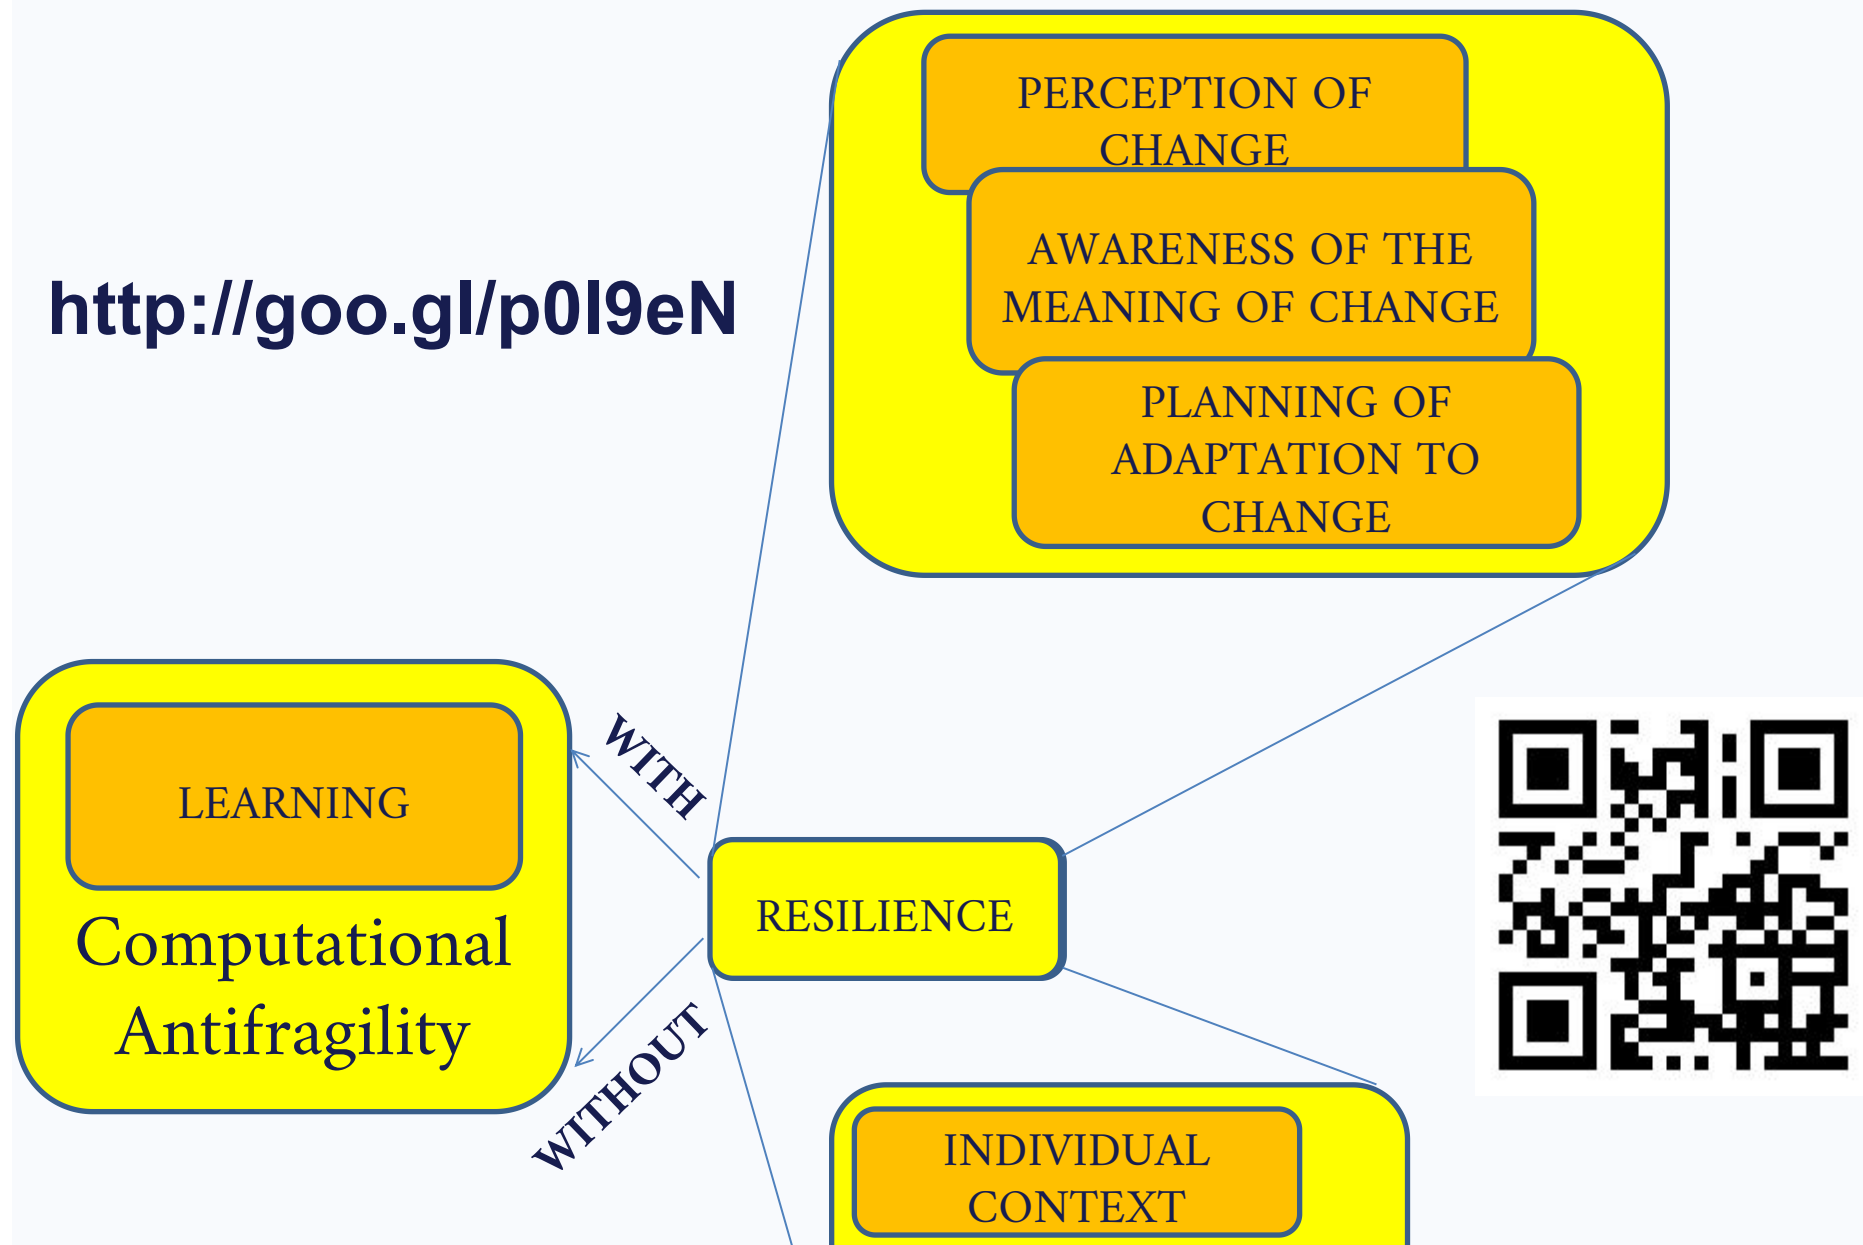 PERCEPTION OF
CHANGE
AWARENESS OF THE
MEANING OF CHANGE
PLANNING OF
ADAPTATION TO
CHANGE
http://goo.gl/p0l9eN
WITH
LEARNING
Computational
Antifragility
RESILIENCE
WITHOUT
INDIVIDUAL
CONTEXT